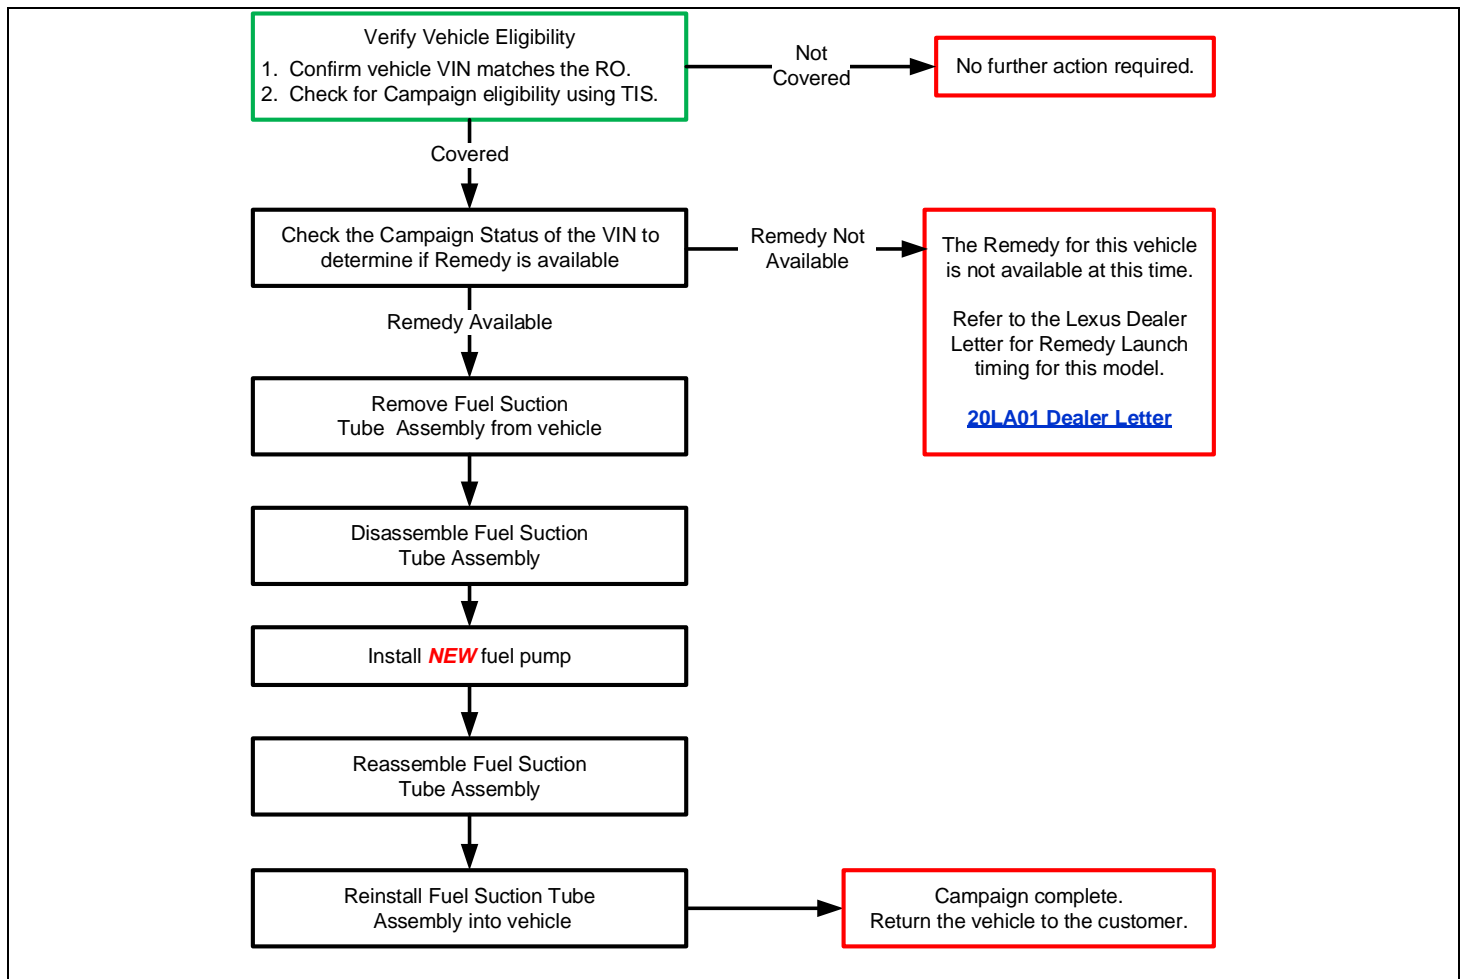 Verify Vehicle Eligibility
1. Confirm vehicle VIN matches the RO.
2. Check for Campaign eligibility using TIS.
Not
Covered
No further action required.
Covered
Check the Campaign Status of the VIN to
determine if Remedy is available
Remedy Not
Available
The Remedy for this vehicle
is not available at this time.
Refer to the Lexus Dealer
Letter for Remedy Launch
timing for this model.
20LA01 Dealer Letter
Remedy Available
Remove Fuel Suction
Tube Assembly from vehicle
Disassemble Fuel Suction
Tube Assembly
Install NEW fuel pump
Reassemble Fuel Suction
Tube Assembly
Reinstall Fuel Suction Tube
Assembly into vehicle
Campaign complete.
Return the vehicle to the customer.